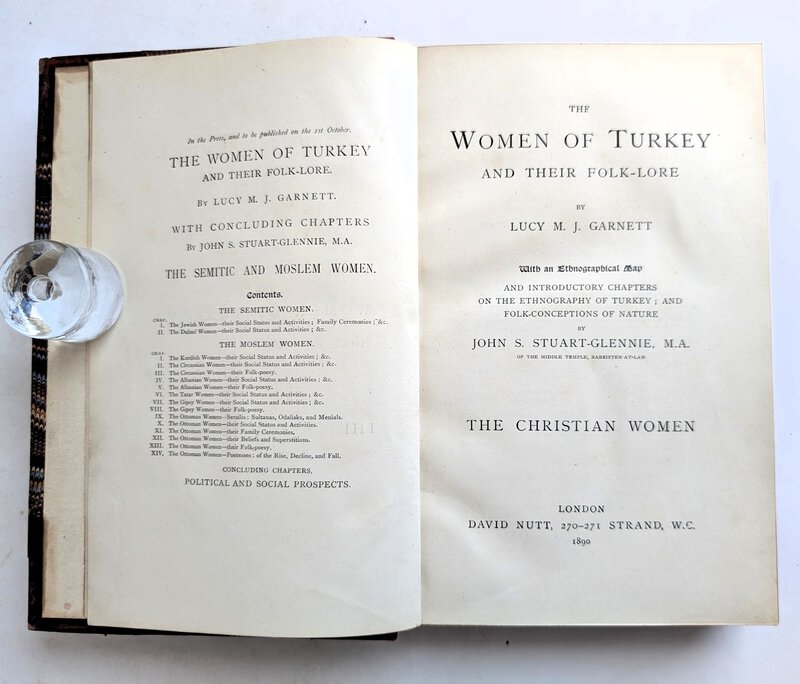 In the Press, and to be published on the 1st October.
THE WOMEN OF TURKEY
AND THEIR FOLK-LORE.
BY LUCY M. J. GARNETT.
WITH CONCLUDING CHAPTERS
BY JOHN S. STUART-GLENNIE, M.A.
THE SEMITIC AND MOSLEM WOMEN.
Contents.
THE SEMITIC WOMEN.
CHAP.
I. The Jewish Women—their Social Status and Activities; Family Ceremonies; &c.
II. The Dulmé Women—their Social Status and Activities; &c.
THE MOSLEM WOMEN.
CHAP.
I. The Kurdish Women—their Social Status and Activities; &c.
II. The Circassian Women—their Social Status and Activities; &c.
III. The Circassian Women—their Folk-poesy.
IV. The Albanian Women—their Social Status and Activities; &c.
V. The Albanian Women—their Folk-poesy.
VI. The Tatar Women—their Social Status and Activities; &c.
VII. The Gipsy Women—their Social Status and Activities; &c.
VIII. The Gipsy Women—their Folk-poesy.
IX. The Ottoman Women—Seraïlis: Sultanas, Odalisks, and Menials.
X. The Ottoman Women—their Social Status and Activities.
XI. The Ottoman Women—their Family Ceremonies.
XII. The Ottoman Women—their Beliefs and Superstitions.
XIII. The Ottoman Women—their Folk-poesy.
XIV. The Ottoman Women—Poetesses: of the Rise, Decline, and Fall.
CONCLUDING CHAPTERS.
POLITICAL AND SOCIAL PROSPECTS.
THE
WOMEN OF TURKEY
AND THEIR FOLK-LORE
BY
LUCY M. J. GARNETT
With an Ethnographical Map
AND INTRODUCTORY CHAPTERS
ON THE ETHNOGRAPHY OF TURKEY; AND
FOLK-CONCEPTIONS OF NATURE
BY
JOHN S. STUART-GLENNIE, M.A.
OF THE MIDDLE TEMPLE, BARRISTER-AT-LAW
THE CHRISTIAN WOMEN
LONDON
DAVID NUTT, 270-271 STRAND, W.C.
1890